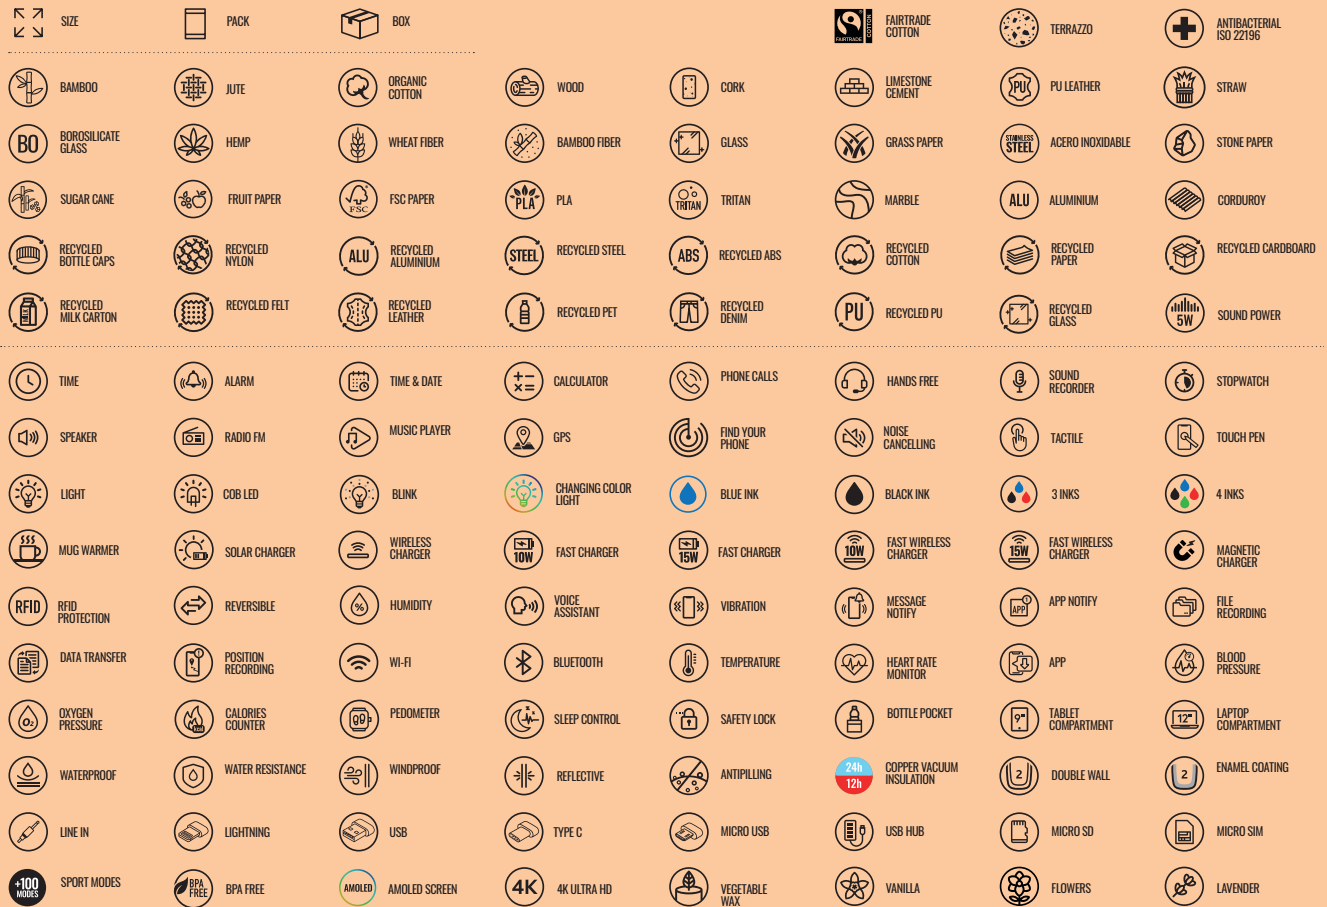 SIZE
PACK
BOX
FAIRTRADE
COTTON
FAIRTRADE
COTTON
TERRAZZO
ANTIBACTERIAL
ISO 22196
BAMBOO
JUTE
ORGANIC
COTTON
WOOD
CORK
LIMESTONE
CEMENT
PU
PU LEATHER
STRAW
BO
BOROSILICATE
GLASS
HEMP
WHEAT FIBER
BAMBOO FIBER
GLASS
GRASS PAPER
STAINLESS
STEEL
ACERO INOXIDABLE
STONE PAPER
SUGAR CANE
FRUIT PAPER
FSC
FSC PAPER
PLA
PLA
TRITAN
TRITAN
MARBLE
ALU
ALUMINIUM
CORDUROY
RECYCLED
BOTTLE CAPS
RECYCLED
NYLON
ALU
RECYCLED
ALUMINIUM
STEEL
RECYCLED STEEL
ABS
RECYCLED ABS
RECYCLED
COTTON
RECYCLED
PAPER
RECYCLED CARDBOARD
RECYCLED
MILK CARTON
RECYCLED FELT
RECYCLED
LEATHER
RECYCLED PET
RECYCLED
DENIM
PU
RECYCLED PU
RECYCLED
GLASS
5W
SOUND POWER
TIME
ALARM
TIME & DATE
CALCULATOR
PHONE CALLS
HANDS FREE
SOUND
RECORDER
STOPWATCH
SPEAKER
RADIO FM
MUSIC PLAYER
GPS
FIND YOUR
PHONE
NOISE
CANCELLING
TACTILE
TOUCH PEN
LIGHT
COB LED
BLINK
CHANGING COLOR
LIGHT
BLUE INK
BLACK INK
3 INKS
4 INKS
MUG WARMER
SOLAR CHARGER
WIRELESS
CHARGER
10W
FAST CHARGER
15W
FAST CHARGER
10W
FAST WIRELESS
CHARGER
15W
FAST WIRELESS
CHARGER
MAGNETIC
CHARGER
RFID
RFID
PROTECTION
REVERSIBLE
%
HUMIDITY
VOICE
ASSISTANT
VIBRATION
MESSAGE
NOTIFY
APP
APP NOTIFY
FILE
RECORDING
DATA TRANSFER
POSITION
RECORDING
WI-FI
BLUETOOTH
TEMPERATURE
HEART RATE
MONITOR
APP
BLOOD
PRESSURE
O2
OXYGEN
PRESSURE
CALORIES
COUNTER
PEDOMETER
SLEEP CONTROL
SAFETY LOCK
BOTTLE POCKET
9"
TABLET
COMPARTMENT
12"
LAPTOP
COMPARTMENT
WATERPROOF
WATER RESISTANCE
WINDPROOF
REFLECTIVE
ANTIPILLING
24h
12h
COPPER VACUUM
INSULATION
2
DOUBLE WALL
2
ENAMEL COATING
LINE IN
LIGHTNING
USB
TYPE C
MICRO USB
USB HUB
MICRO SD
MICRO SIM
+100
MODES
SPORT MODES
BPA
FREE
BPA FREE
AMOLED
AMOLED SCREEN
4K
4K ULTRA HD
VEGETABLE
WAX
VANILLA
FLOWERS
LAVENDER